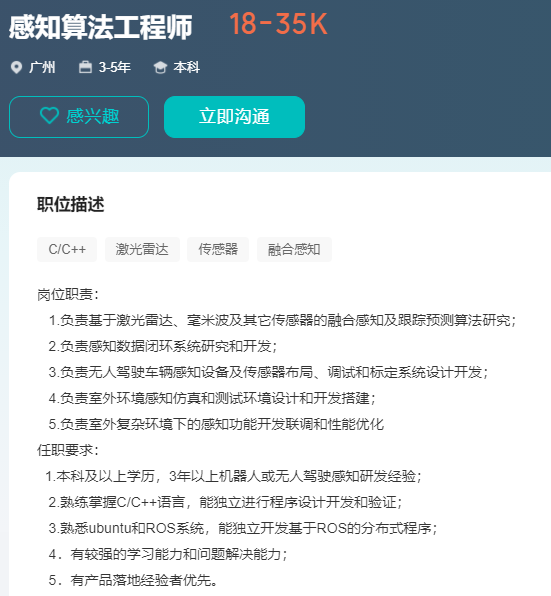 感知算法工程师 18-35K
广州 3-5年 本科
感兴趣 立即沟通
职位描述
C/C++ 激光雷达 传感器 融合感知
岗位职责：
1.负责基于激光雷达、毫米波及其它传感器的融合感知及跟踪预测算法研究；
2.负责感知数据闭环系统研究和开发；
3.负责无人驾驶车辆感知设备及传感器布局、调试和标定系统设计开发；
4.负责室外环境感知仿真和测试环境设计和开发搭建；
5.负责室外复杂环境下的感知功能开发联调和性能优化
任职要求：
1.本科及以上学历，3年以上机器人或无人驾驶感知研发经验；
2.熟练掌握C/C++语言，能独立进行程序设计开发和验证；
3.熟悉ubuntu和ROS系统，能独立开发基于ROS的分布式程序；
4．有较强的学习能力和问题解决能力；
5．有产品落地经验者优先。